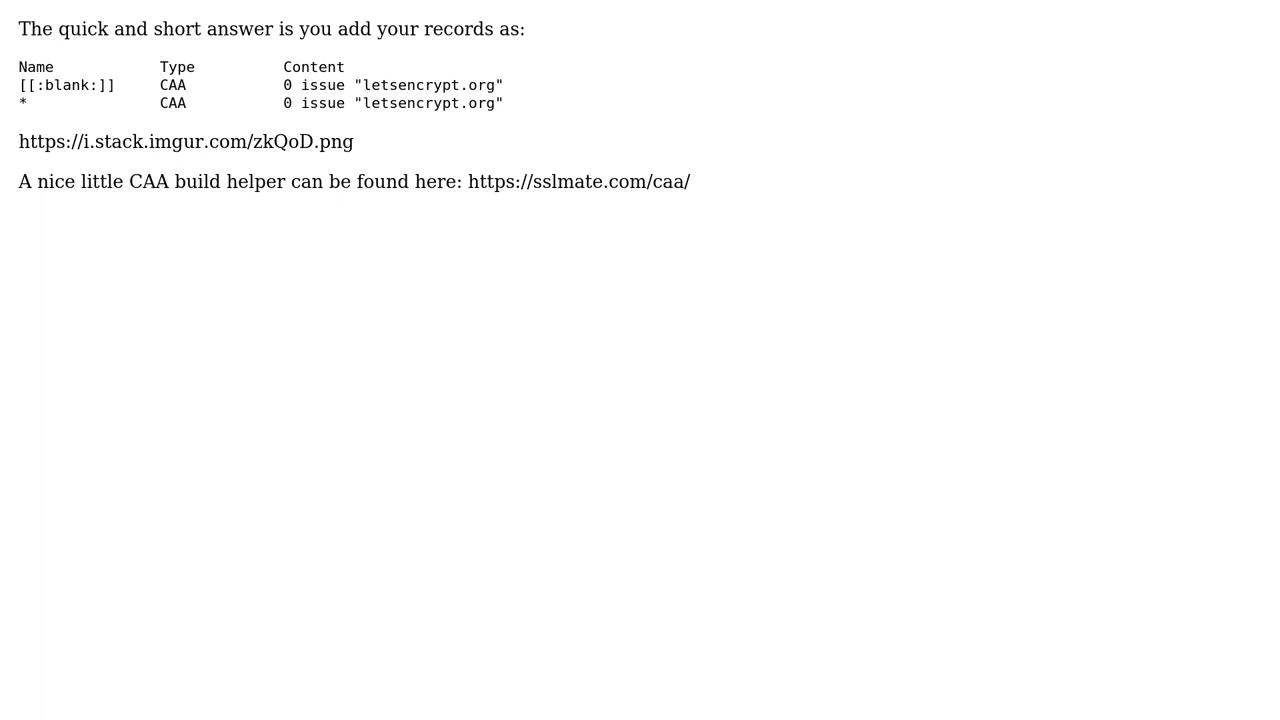 The quick and short answer is you add your records as:
Name            Type          Content
[[:blank:]]     CAA           0 issue "letsencrypt.org"
*               CAA           0 issue "letsencrypt.org"
https://i.stack.imgur.com/zkQoD.png
A nice little CAA build helper can be found here: https://sslmate.com/caa/